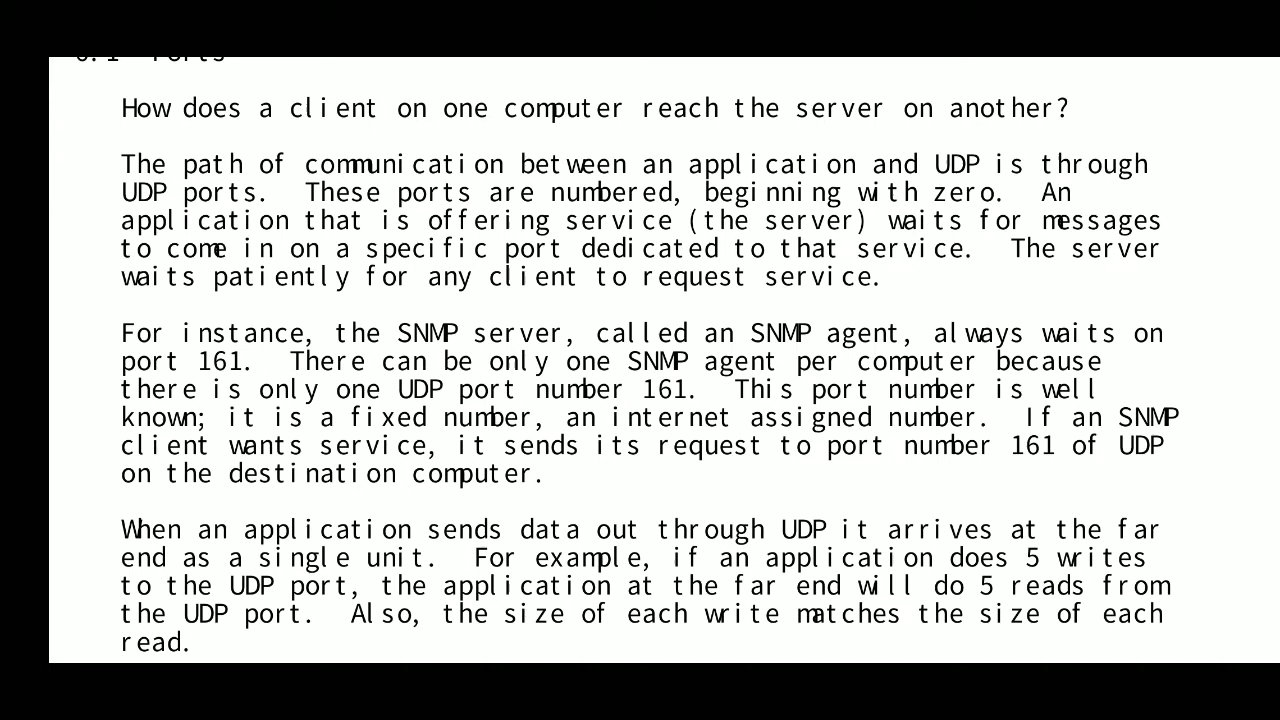 How does a client on one computer reach the server on another?
The path of communication between an application and UDP is through
UDP ports.  These ports are numbered, beginning with zero.  An
application that is offering service (the server) waits for messages
to come in on a specific port dedicated to that service.  The server
waits patiently for any client to request service.
For instance, the SNMP server, called an SNMP agent, always waits on
port 161.  There can be only one SNMP agent per computer because
there is only one UDP port number 161.  This port number is well
known; it is a fixed number, an internet assigned number.  If an SNMP
client wants service, it sends its request to port number 161 of UDP
on the destination computer.
When an application sends data out through UDP it arrives at the far
end as a single unit.  For example, if an application does 5 writes
to the UDP port, the application at the far end will do 5 reads from
the UDP port.  Also, the size of each write matches the size of each
read.